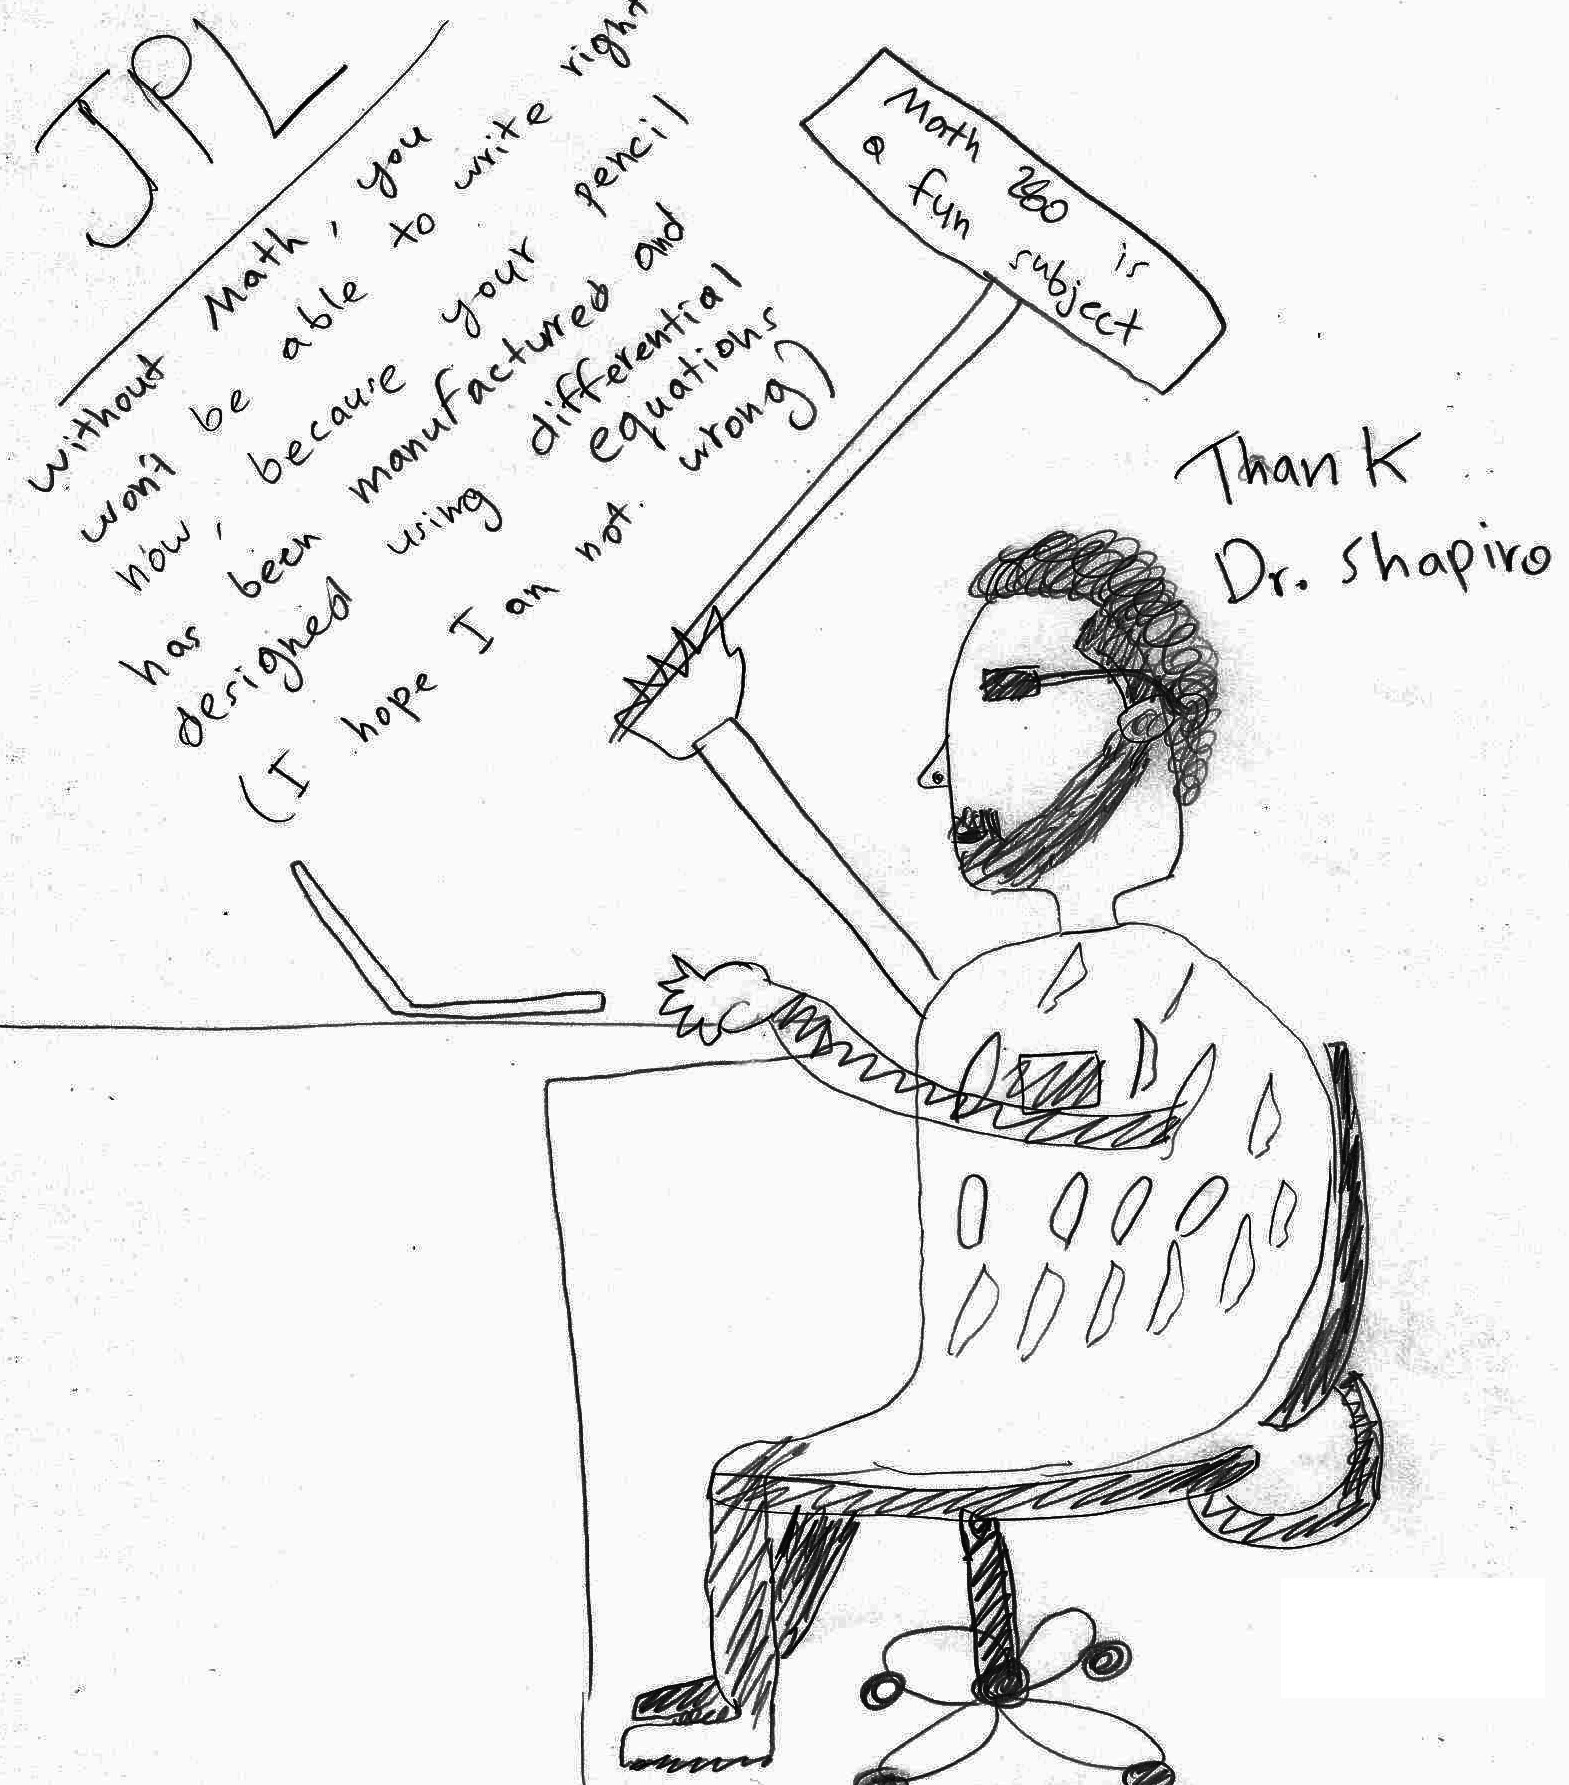 JPL
Without Math, you
won't be able to write right
now, because your pencil
has been manufactured and
designed using differential
equations
(I hope I am not wrong)
Math 280 is
a fun subject
Thank
Dr. Shapiro